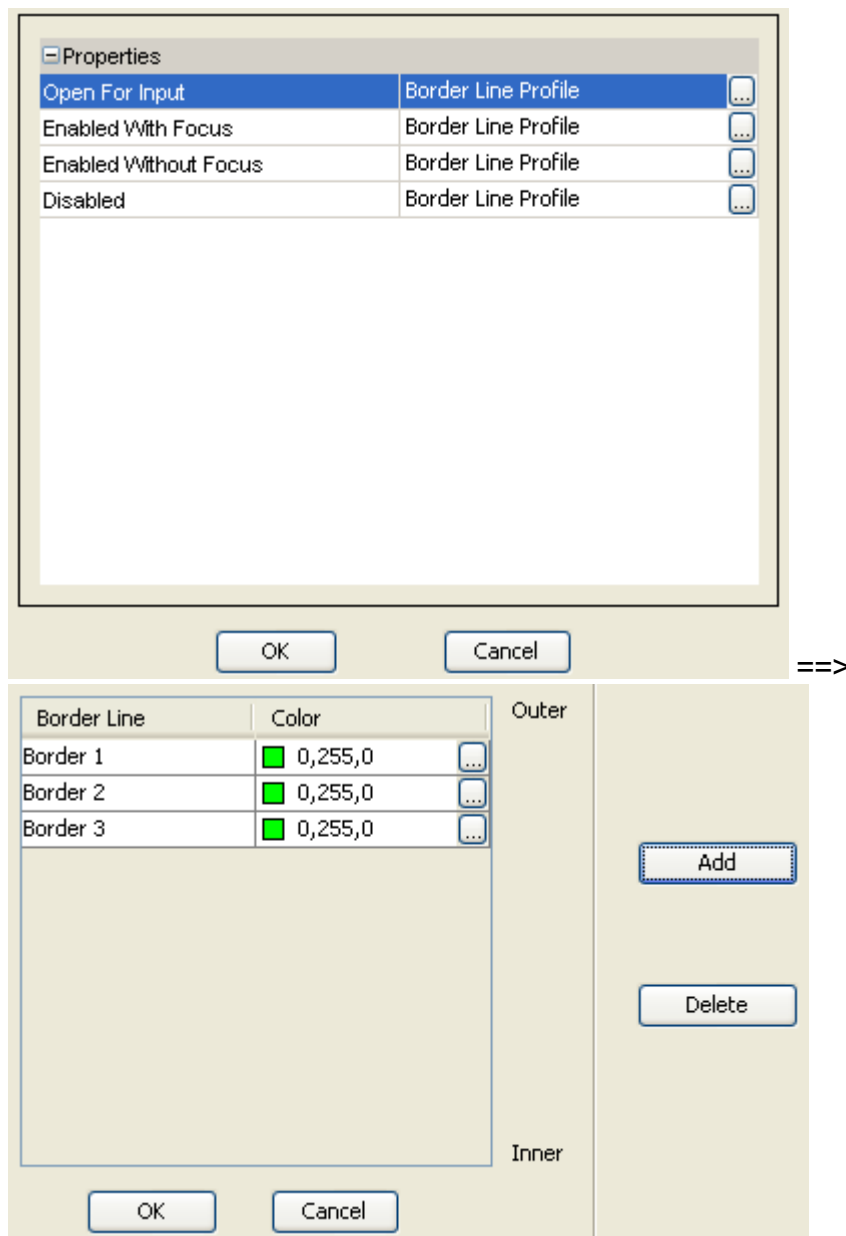 Properties
Open For Input Border Line Profile ...
Enabled With Focus Border Line Profile ...
Enabled Without Focus Border Line Profile ...
Disabled Border Line Profile ...
OK Cancel
==>
Border Line Color Outer
Border 1 0,255,0 ...
Border 2 0,255,0 ...
Border 3 0,255,0 ...
Add
Delete
Inner
OK Cancel